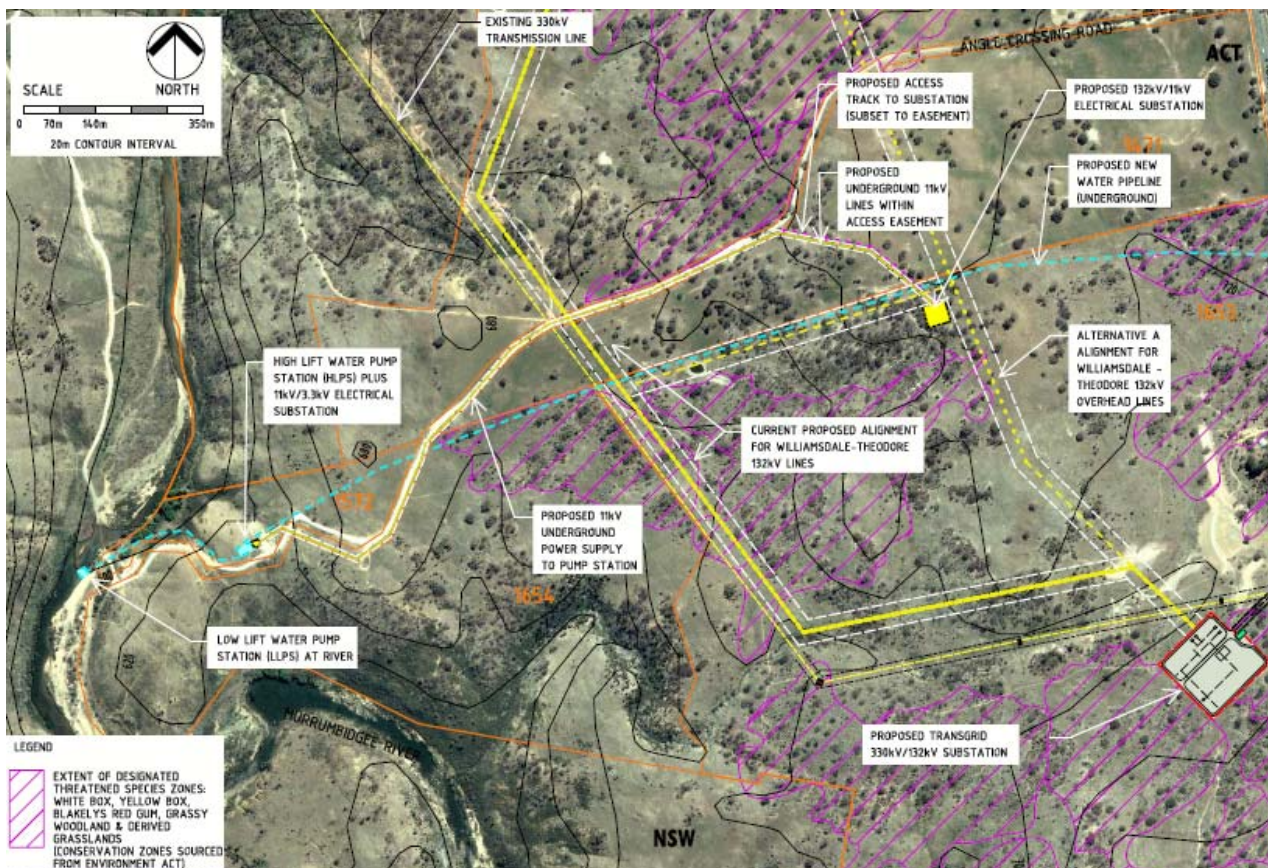 EXISTING 330kV
TRANSMISSION LINE
ANGLE CROSSING ROAD
ACT
SCALE
NORTH
0 70m 140m 350m
20m CONTOUR INTERVAL
PROPOSED ACCESS
TRACK TO SUBSTATION
(SUBSET TO EASEMENT)
PROPOSED 132kV/11kV
ELECTRICAL SUBSTATION
PROPOSED
UNDERGROUND 11kV
LINES WITHIN
ACCESS EASEMENT
1671
PROPOSED NEW
WATER PIPELINE
(UNDERGROUND)
720
680
HIGH LIFT WATER PUMP
STATION (HLPS) PLUS
11kV/3.3kV ELECTRICAL
SUBSTATION
ALTERNATIVE A
ALIGNMENT FOR
WILLIAMSDALE -
THEODORE 132kV
OVERHEAD LINES
CURRENT PROPOSED ALIGNMENT
FOR WILLIAMSDALE-THEODORE
132kV LINES
PROPOSED 11kV
UNDERGROUND
POWER SUPPLY
TO PUMP STATION
1654
LOW LIFT WATER PUMP
STATION (LLPS) AT RIVER
620
MURRUMBIDGEE RIVER
PROPOSED TRANSGRID
330kV/132kV SUBSTATION
NSW
LEGEND
EXTENT OF DESIGNATED
THREATENED SPECIES ZONES:
WHITE BOX, YELLOW BOX,
BLAKELYS RED GUM, GRASSY
WOODLAND & DERIVED
GRASSLANDS
(CONSERVATION ZONES SOURCED
FROM ENVIRONMENT ACT)